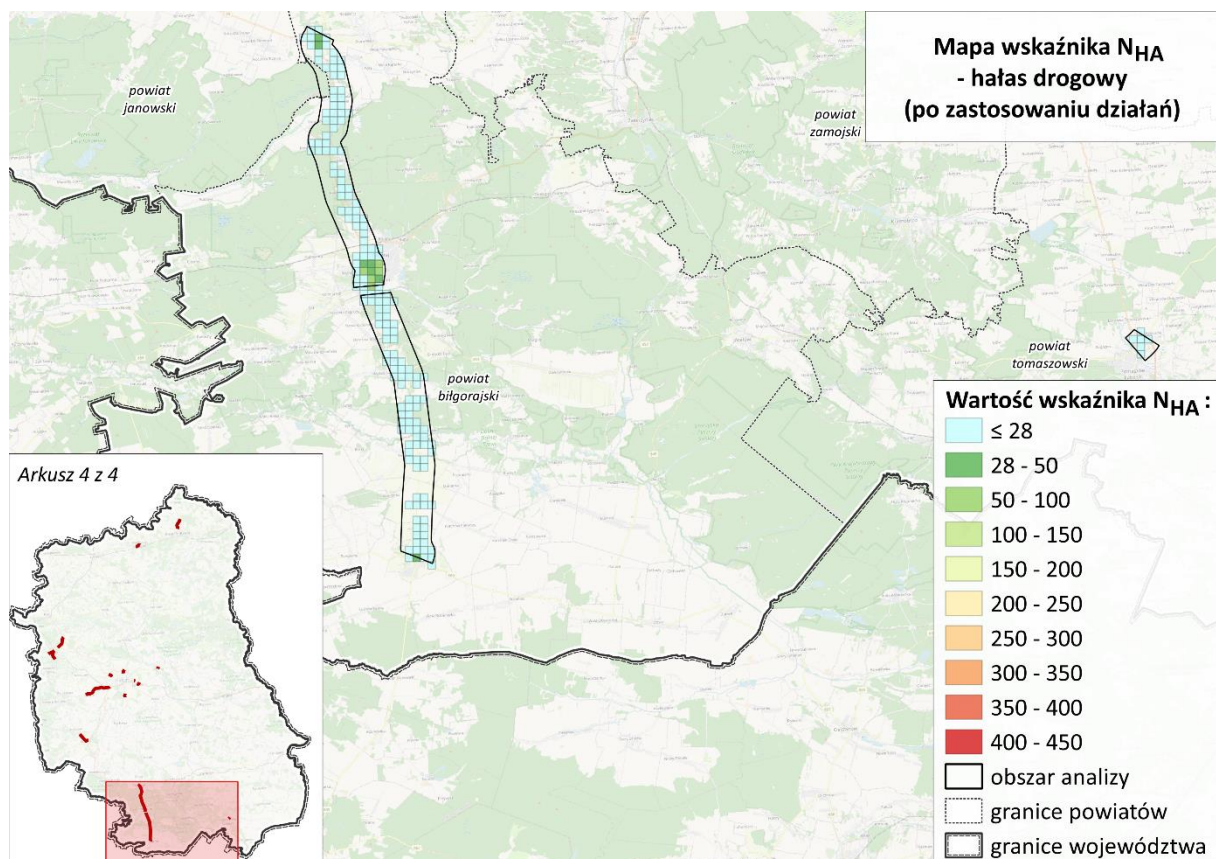 Mapa wskaźnika N_HA
- hałas drogowy
(po zastosowaniu działań)
powiat
janowski
powiat
zamojski
powiat
tomaszowski
powiat
biłgorajski
Wartość wskaźnika N_HA :
≤ 28
28 - 50
50 - 100
100 - 150
150 - 200
200 - 250
250 - 300
300 - 350
350 - 400
400 - 450
obszar analizy
granice powiatów
granice województwa
Arkusz 4 z 4